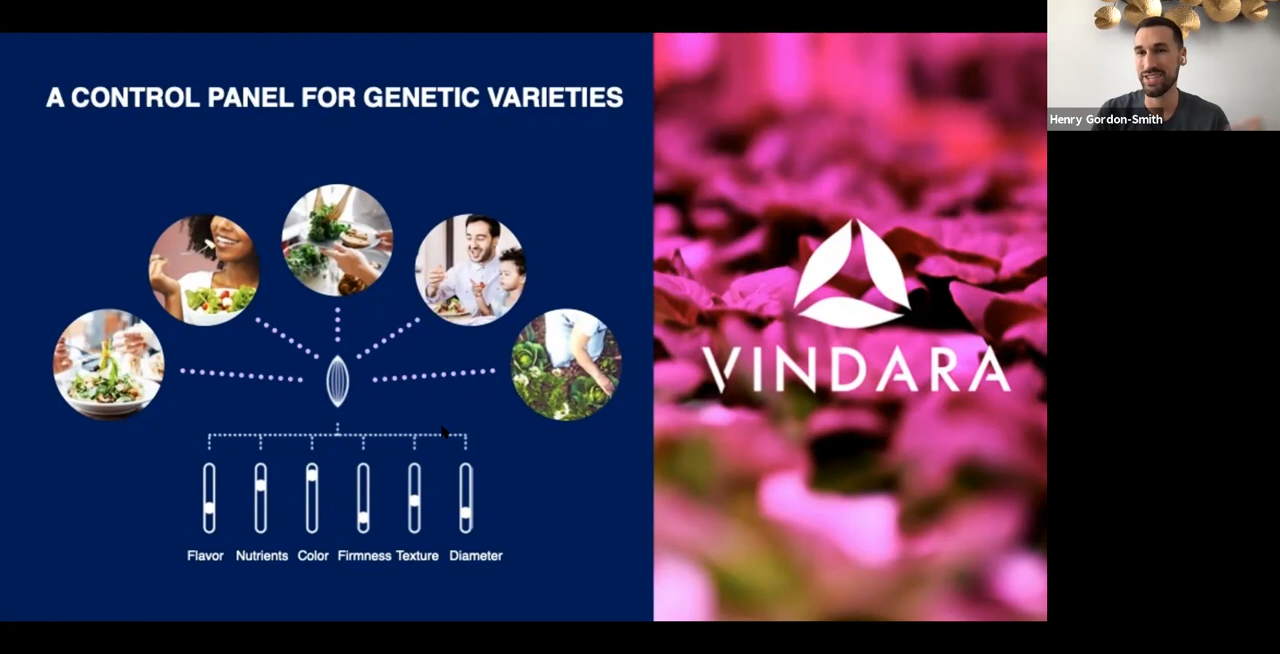 A CONTROL PANEL FOR GENETIC VARIETIES
Flavor Nutrients Color Firmness Texture Diameter
VINDARA
Henry Gordon-Smith